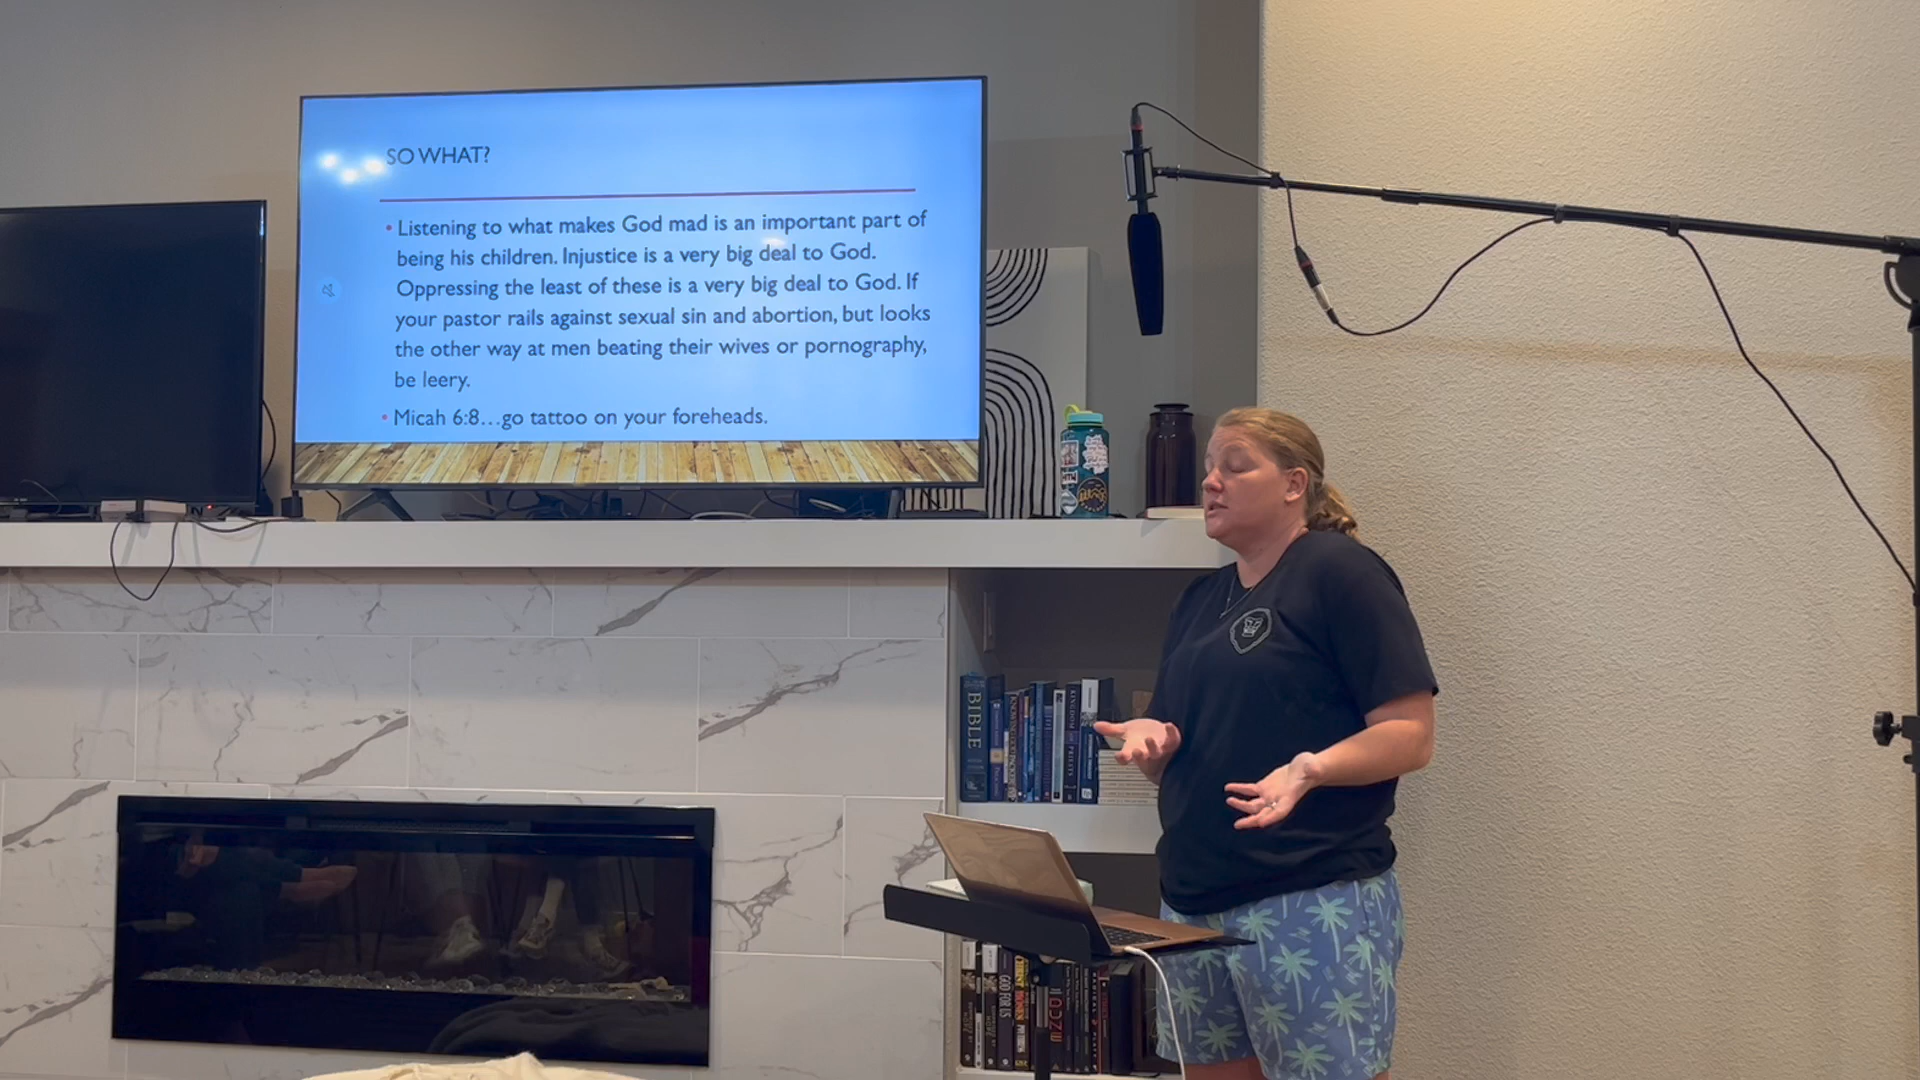 SO WHAT?
• Listening to what makes God mad is an important part of
being his children. Injustice is a very big deal to God.
Oppressing the least of these is a very big deal to God. If
your pastor rails against sexual sin and abortion, but looks
the other way at men beating their wives or pornography,
be leery.
• Micah 6:8…go tattoo on your foreheads.
BIBLE
KINGDOM
PRIESTS
GOD FOR US
DUNE